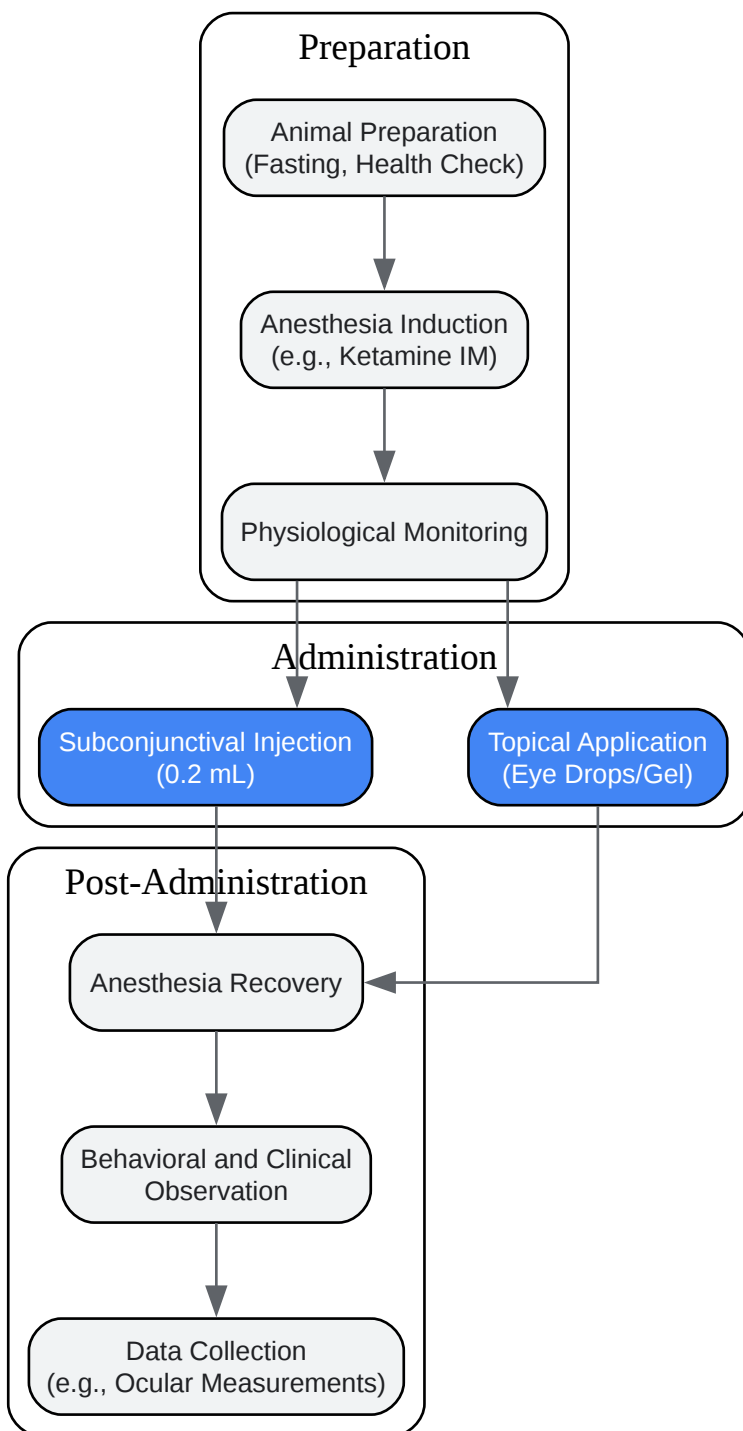 Preparation
Animal Preparation
(Fasting, Health Check)
Anesthesia Induction
(e.g., Ketamine IM)
Physiological Monitoring
Administration
Subconjunctival Injection
(0.2 mL)
Topical Application
(Eye Drops/Gel)
Post-Administration
Anesthesia Recovery
Behavioral and Clinical
Observation
Data Collection
(e.g., Ocular Measurements)